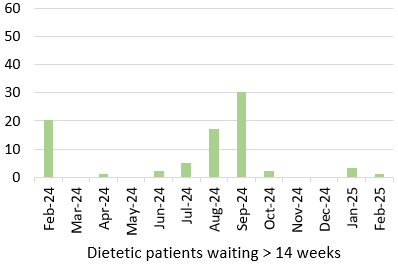 60
50
40
30
20
10
0
Feb-24
Mar-24
Apr-24
May-24
Jun-24
Jul-24
Aug-24
Sep-24
Oct-24
Nov-24
Dec-24
Jan-25
Feb-25
Dietetic patients waiting > 14 weeks